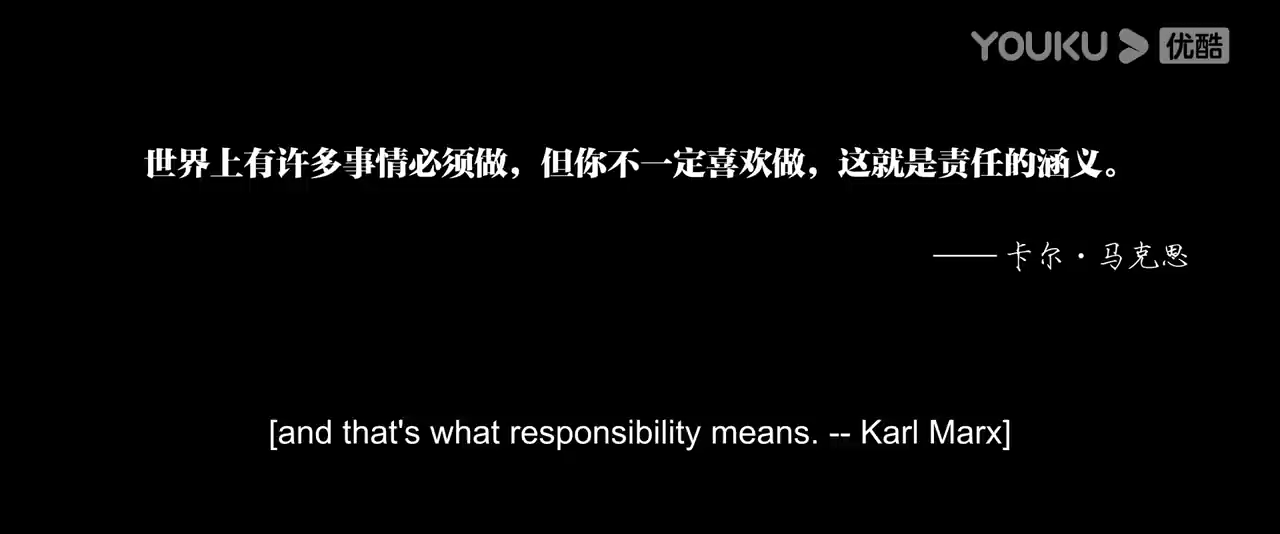 YOUKU 优酷
世界上有许多事情必须做，但你不一定喜欢做，这就是责任的涵义。
—— 卡尔·马克思
[and that's what responsibility means. -- Karl Marx]